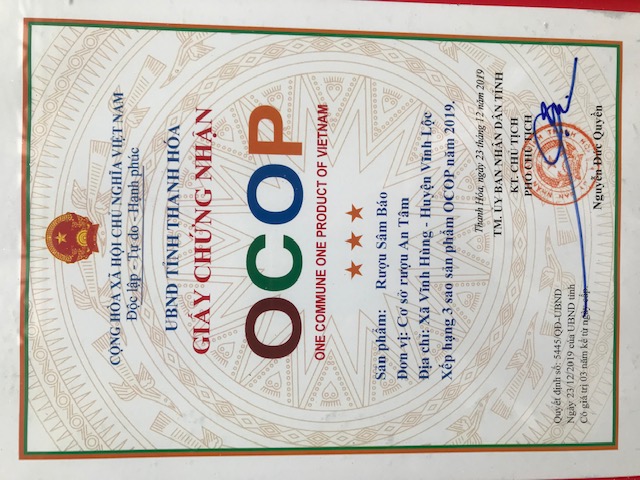 CỘNG HÒA XÃ HỘI CHỦ NGHĨA VIỆT NAM
Độc lập - Tự do - Hạnh phúc
UBND TỈNH THANH HÓA
GIẤY CHỨNG NHẬN
OCOP
ONE COMMUNE ONE PRODUCT OF VIETNAM
Sản phẩm: Rượu Sâm Báo
Đơn vị: Cơ sở rượu An Tâm
Địa chỉ: Xã Vĩnh Hùng - Huyện Vĩnh Lộc
Xếp hạng 3 sao sản phẩm OCOP năm 2019
Thanh Hóa, ngày 23 tháng 12 năm 2019
TM. ỦY BAN NHÂN DÂN TỈNH
KT. CHỦ TỊCH
PHÓ CHỦ TỊCH
Nguyễn Đức Quyền
Quyết định số: 5445/QĐ-UBND
Ngày 23/12/2019 của UBND tỉnh
Có giá trị 03 năm kể từ ngày cấp